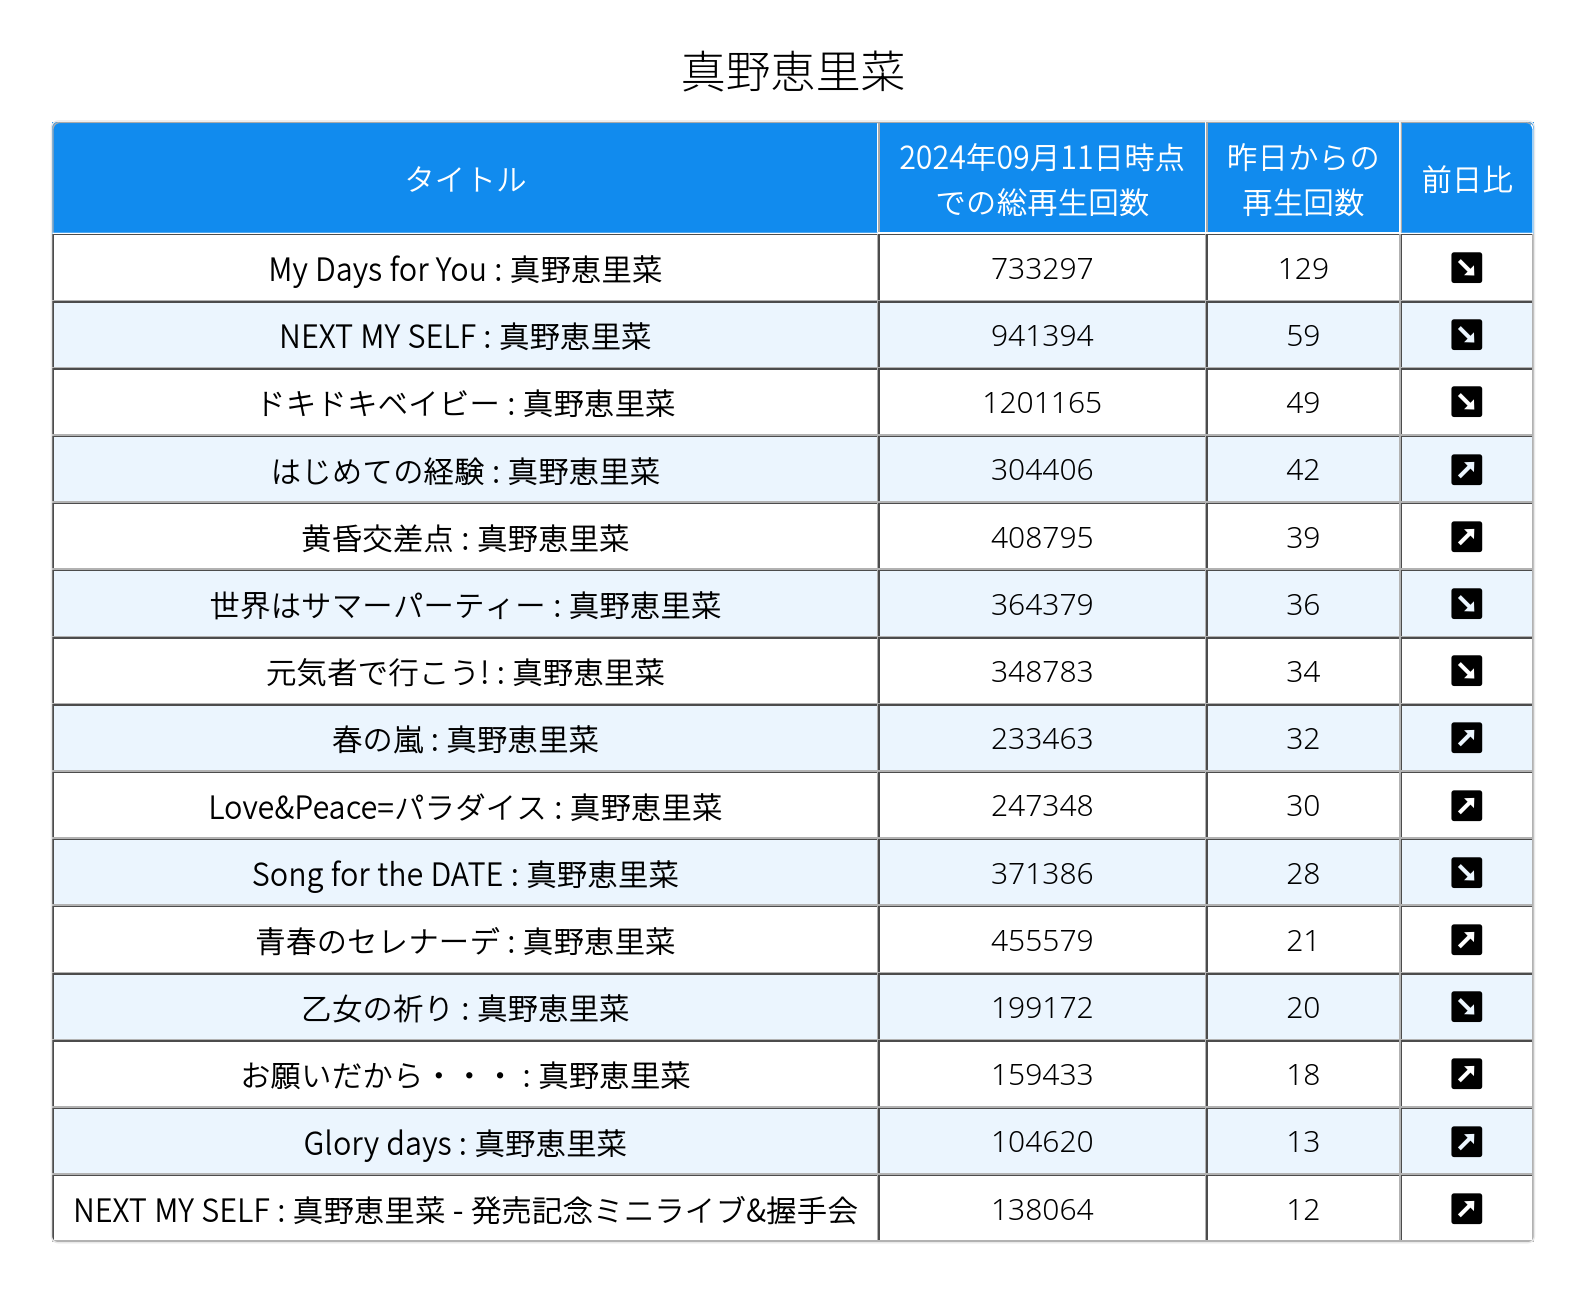 真野恵里菜
タイトル
2024年09月11日時点
での総再生回数
昨日からの
再生回数
前日比
My Days for You : 真野恵里菜 733297 129
NEXT MY SELF : 真野恵里菜 941394 59
ドキドキベイビー : 真野恵里菜 1201165 49
はじめての経験 : 真野恵里菜 304406 42
黄昏交差点 : 真野恵里菜 408795 39
世界はサマーパーティー : 真野恵里菜 364379 36
元気者で行こう! : 真野恵里菜 348783 34
春の嵐 : 真野恵里菜 233463 32
Love&Peace=パラダイス : 真野恵里菜 247348 30
Song for the DATE : 真野恵里菜 371386 28
青春のセレナーデ : 真野恵里菜 455579 21
乙女の祈り : 真野恵里菜 199172 20
お願いだから・・・ : 真野恵里菜 159433 18
Glory days : 真野恵里菜 104620 13
NEXT MY SELF : 真野恵里菜 - 発売記念ミニライブ&握手会 138064 12